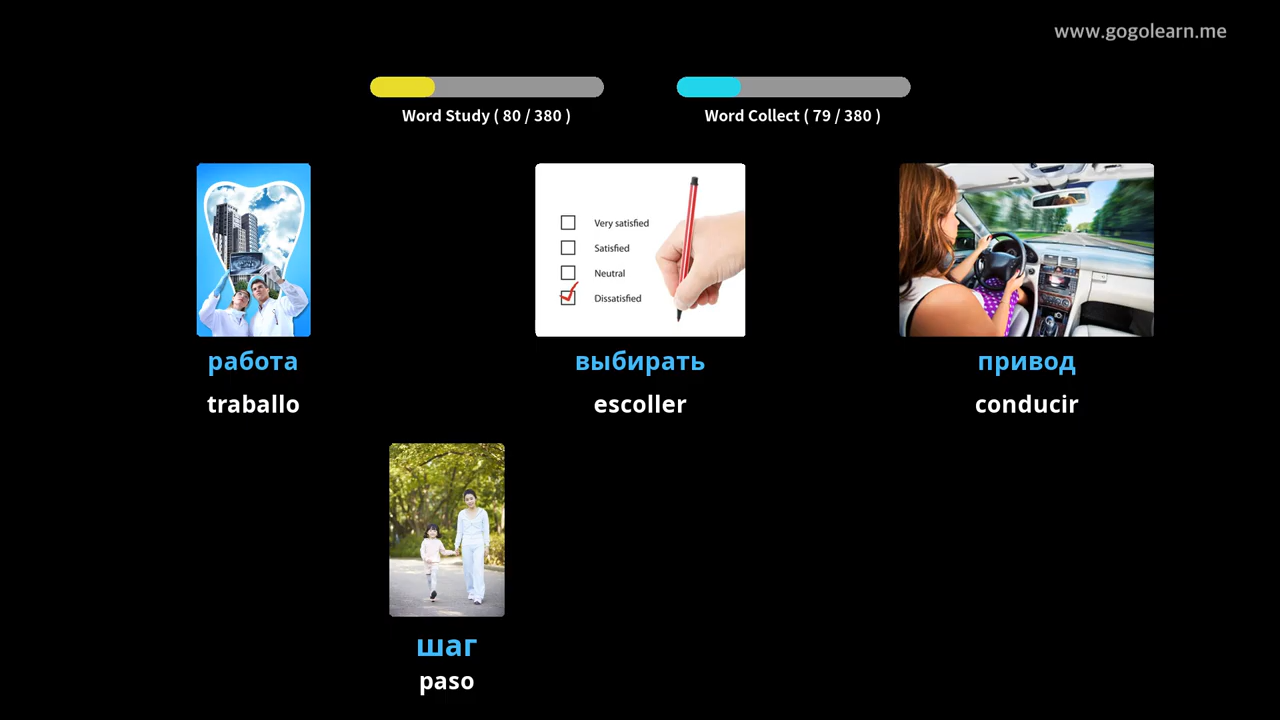 www.gogolearn.me
Word Study ( 80 / 380 )
Word Collect ( 79 / 380 )
Very satisfied
Satisfied
Neutral
Dissatisfied
работа
выбирать
привод
traballo
escoller
conducir
шаг
paso